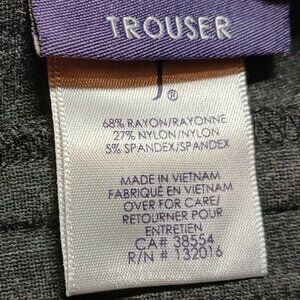 TROUSER
J®
68% RAYON/RAYONNE
27% NYLON/NYLON
5% SPANDEX/SPANDEX
MADE IN VIETNAM
FABRIQUÉ EN VIETNAM
OVER FOR CARE/
RETOURNER POUR
ENTRETIEN
CA# 38554
R/N # 132016